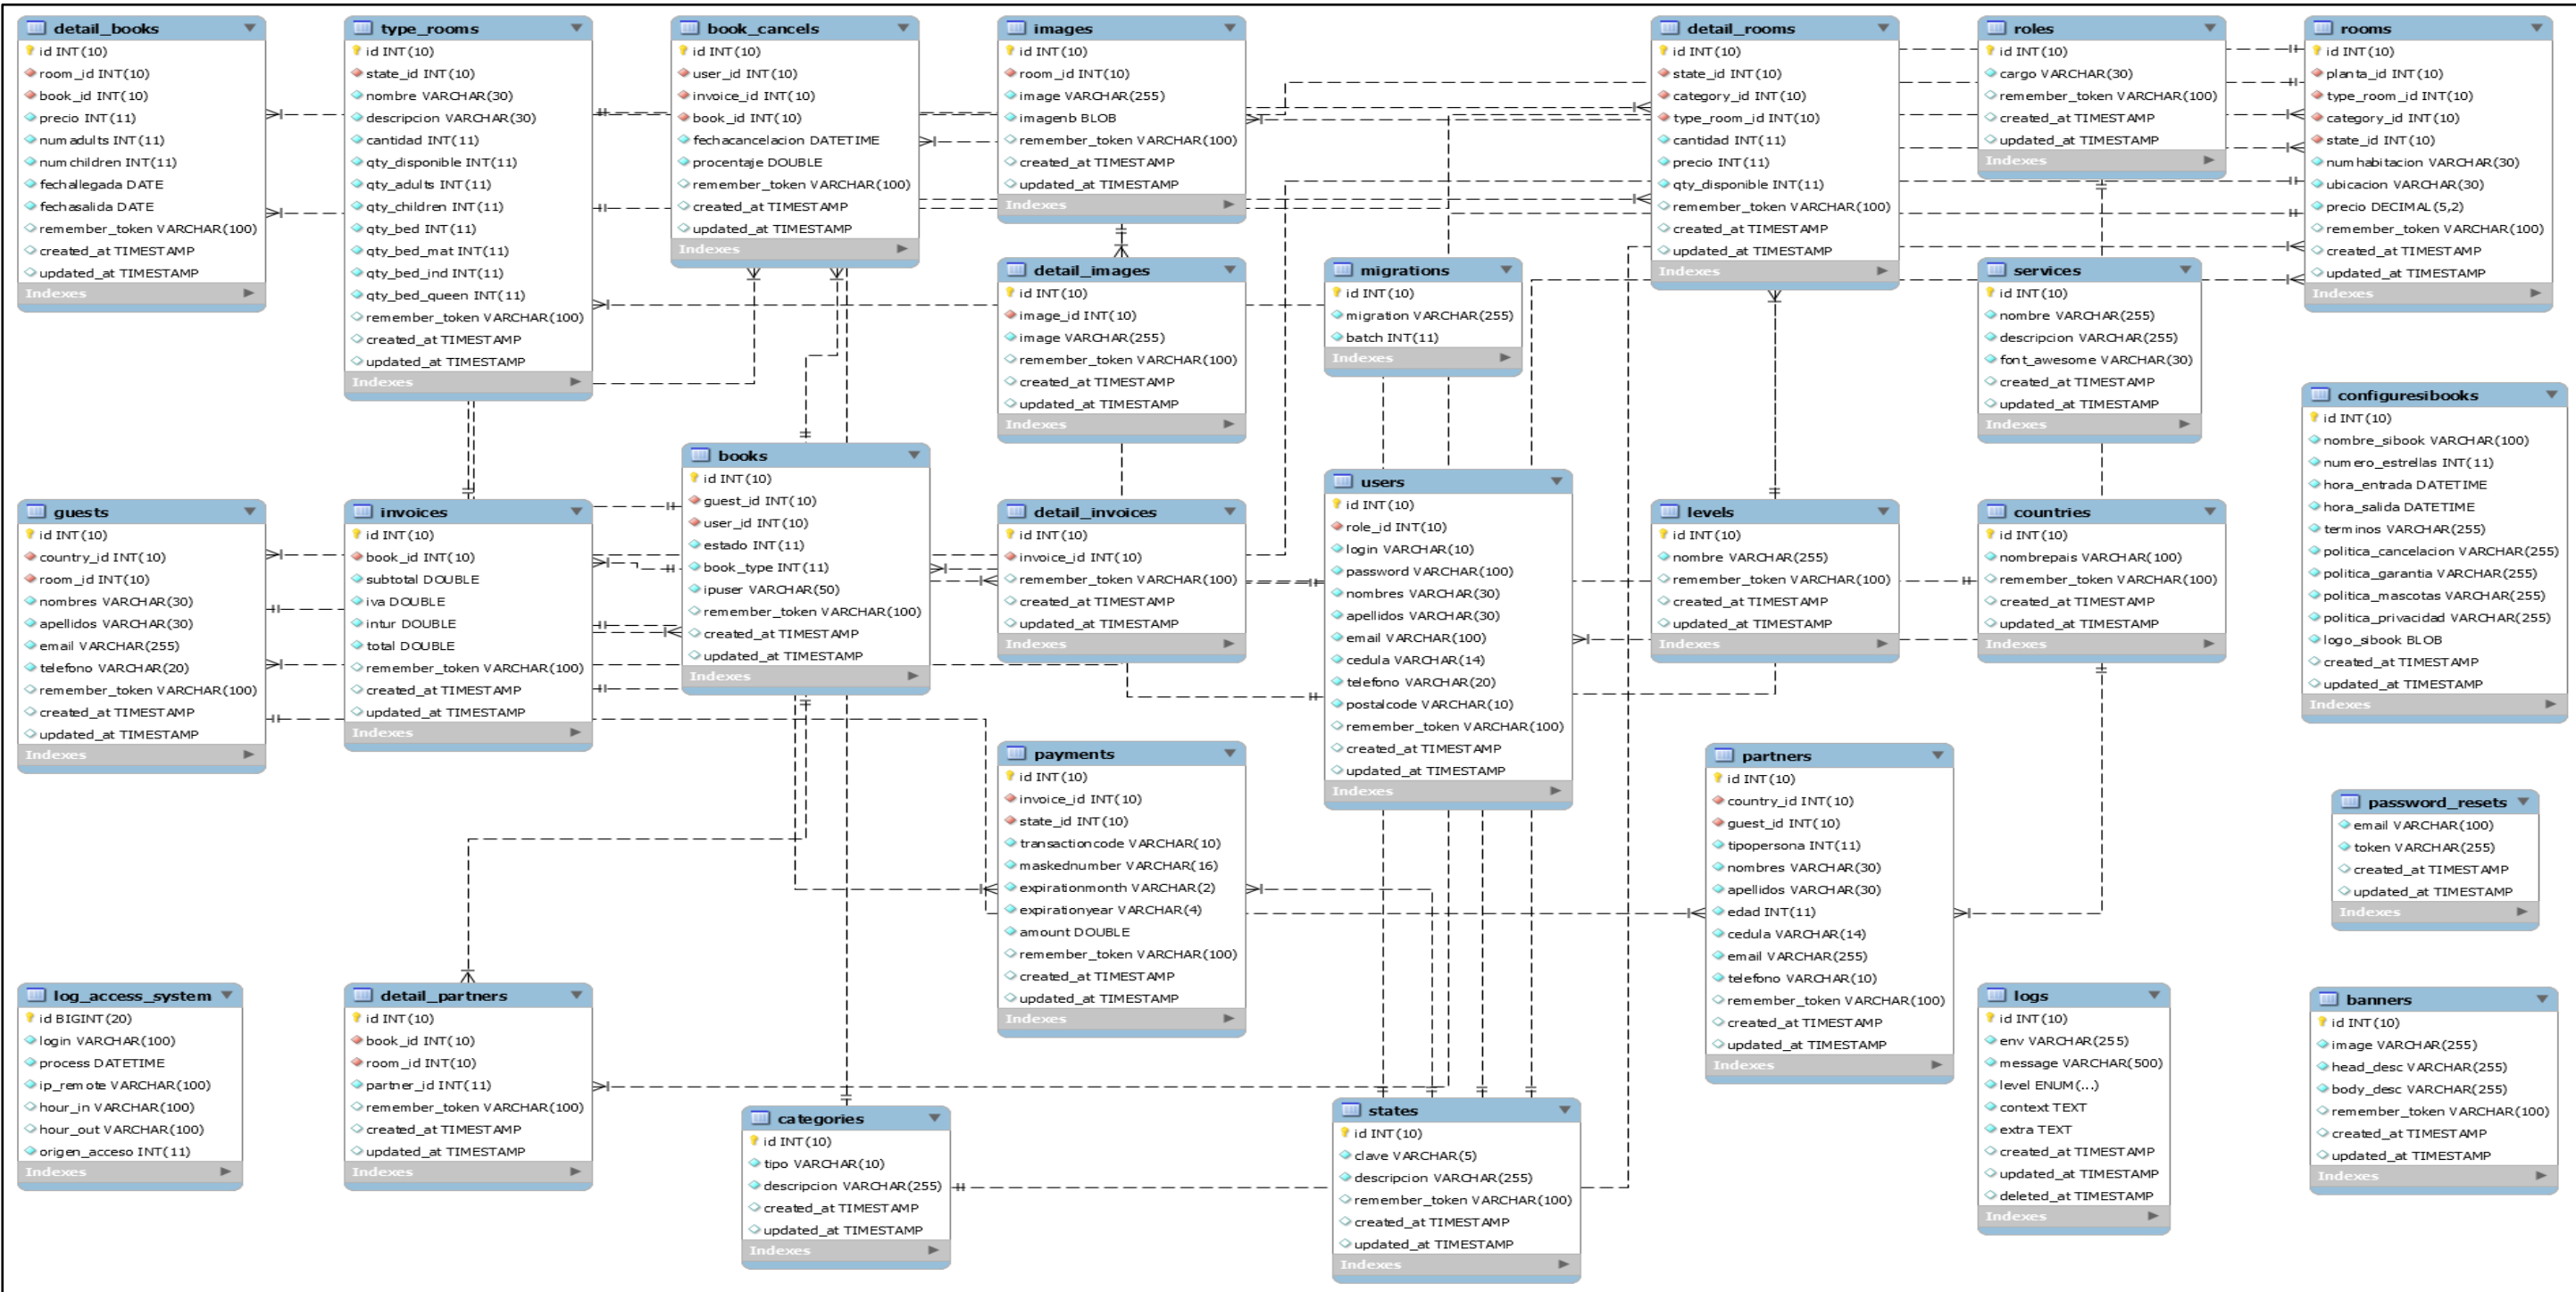 detail_books
id INT(10)
room_id INT(10)
book_id INT(10)
precio INT(11)
numadults INT(11)
numchildren INT(11)
fechallegada DATE
fechasalida DATE
remember_token VARCHAR(100)
created_at TIMESTAMP
updated_at TIMESTAMP
Indexes
type_rooms
id INT(10)
state_id INT(10)
nombre VARCHAR(30)
descripcion VARCHAR(30)
cantidad INT(11)
qty_disponible INT(11)
qty_adults INT(11)
qty_children INT(11)
qty_bed INT(11)
qty_bed_mat INT(11)
qty_bed_ind INT(11)
qty_bed_queen INT(11)
remember_token VARCHAR(100)
created_at TIMESTAMP
updated_at TIMESTAMP
Indexes
book_cancels
id INT(10)
user_id INT(10)
invoice_id INT(10)
book_id INT(10)
fechacancelacion DATETIME
procentaje DOUBLE
remember_token VARCHAR(100)
created_at TIMESTAMP
updated_at TIMESTAMP
Indexes
images
id INT(10)
room_id INT(10)
image VARCHAR(255)
imagenb BLOB
remember_token VARCHAR(100)
created_at TIMESTAMP
updated_at TIMESTAMP
Indexes
detail_rooms
id INT(10)
state_id INT(10)
category_id INT(10)
type_room_id INT(10)
cantidad INT(11)
precio INT(11)
qty_disponible INT(11)
remember_token VARCHAR(100)
created_at TIMESTAMP
updated_at TIMESTAMP
Indexes
roles
id INT(10)
cargo VARCHAR(30)
remember_token VARCHAR(100)
created_at TIMESTAMP
updated_at TIMESTAMP
Indexes
rooms
id INT(10)
planta_id INT(10)
type_room_id INT(10)
category_id INT(10)
state_id INT(10)
numhabitacion VARCHAR(30)
ubicacion VARCHAR(30)
precio DECIMAL(5,2)
remember_token VARCHAR(100)
created_at TIMESTAMP
updated_at TIMESTAMP
Indexes
detail_images
id INT(10)
image_id INT(10)
image VARCHAR(255)
remember_token VARCHAR(100)
created_at TIMESTAMP
updated_at TIMESTAMP
Indexes
migrations
id INT(10)
migration VARCHAR(255)
batch INT(11)
Indexes
services
id INT(10)
nombre VARCHAR(255)
descripcion VARCHAR(255)
font_awesome VARCHAR(30)
created_at TIMESTAMP
updated_at TIMESTAMP
Indexes
configuresibooks
id INT(10)
nombre_sibook VARCHAR(100)
numero_estrellas INT(11)
hora_entrada DATETIME
hora_salida DATETIME
terminos VARCHAR(255)
politica_cancelacion VARCHAR(255)
politica_garantia VARCHAR(255)
politica_mascotas VARCHAR(255)
politica_privacidad VARCHAR(255)
logo_sibook BLOB
created_at TIMESTAMP
updated_at TIMESTAMP
Indexes
guests
id INT(10)
country_id INT(10)
room_id INT(10)
nombres VARCHAR(30)
apellidos VARCHAR(30)
email VARCHAR(255)
telefono VARCHAR(20)
remember_token VARCHAR(100)
created_at TIMESTAMP
updated_at TIMESTAMP
Indexes
invoices
id INT(10)
book_id INT(10)
subtotal DOUBLE
iva DOUBLE
intur DOUBLE
total DOUBLE
remember_token VARCHAR(100)
created_at TIMESTAMP
updated_at TIMESTAMP
Indexes
books
id INT(10)
guest_id INT(10)
user_id INT(10)
estado INT(11)
book_type INT(11)
ipuser VARCHAR(50)
remember_token VARCHAR(100)
created_at TIMESTAMP
updated_at TIMESTAMP
Indexes
detail_invoices
id INT(10)
invoice_id INT(10)
remember_token VARCHAR(100)
created_at TIMESTAMP
updated_at TIMESTAMP
Indexes
users
id INT(10)
role_id INT(10)
login VARCHAR(10)
password VARCHAR(100)
nombres VARCHAR(30)
apellidos VARCHAR(30)
email VARCHAR(100)
cedula VARCHAR(14)
telefono VARCHAR(20)
postalcode VARCHAR(10)
remember_token VARCHAR(100)
created_at TIMESTAMP
updated_at TIMESTAMP
Indexes
levels
id INT(10)
nombre VARCHAR(255)
remember_token VARCHAR(100)
created_at TIMESTAMP
updated_at TIMESTAMP
Indexes
countries
id INT(10)
nombrepais VARCHAR(100)
remember_token VARCHAR(100)
created_at TIMESTAMP
updated_at TIMESTAMP
Indexes
payments
id INT(10)
invoice_id INT(10)
state_id INT(10)
transactioncode VARCHAR(10)
maskednumber VARCHAR(16)
expirationmonth VARCHAR(2)
expirationyear VARCHAR(4)
amount DOUBLE
remember_token VARCHAR(100)
created_at TIMESTAMP
updated_at TIMESTAMP
Indexes
partners
id INT(10)
country_id INT(10)
guest_id INT(10)
tipopersona INT(11)
nombres VARCHAR(30)
apellidos VARCHAR(30)
edad INT(11)
cedula VARCHAR(14)
email VARCHAR(255)
telefono VARCHAR(10)
remember_token VARCHAR(100)
created_at TIMESTAMP
updated_at TIMESTAMP
Indexes
password_resets
email VARCHAR(100)
token VARCHAR(255)
created_at TIMESTAMP
updated_at TIMESTAMP
Indexes
log_access_system
id BIGINT(20)
login VARCHAR(100)
process DATETIME
ip_remote VARCHAR(100)
hour_in VARCHAR(100)
hour_out VARCHAR(100)
origen_acceso INT(11)
Indexes
detail_partners
id INT(10)
book_id INT(10)
room_id INT(10)
partner_id INT(11)
remember_token VARCHAR(100)
created_at TIMESTAMP
updated_at TIMESTAMP
Indexes
categories
id INT(10)
tipo VARCHAR(10)
descripcion VARCHAR(255)
created_at TIMESTAMP
updated_at TIMESTAMP
Indexes
states
id INT(10)
clave VARCHAR(5)
descripcion VARCHAR(255)
remember_token VARCHAR(100)
created_at TIMESTAMP
updated_at TIMESTAMP
Indexes
logs
id INT(10)
env VARCHAR(255)
message VARCHAR(500)
level ENUM(...)
context TEXT
extra TEXT
created_at TIMESTAMP
updated_at TIMESTAMP
deleted_at TIMESTAMP
Indexes
banners
id INT(10)
image VARCHAR(255)
head_desc VARCHAR(255)
body_desc VARCHAR(255)
remember_token VARCHAR(100)
created_at TIMESTAMP
updated_at TIMESTAMP
Indexes